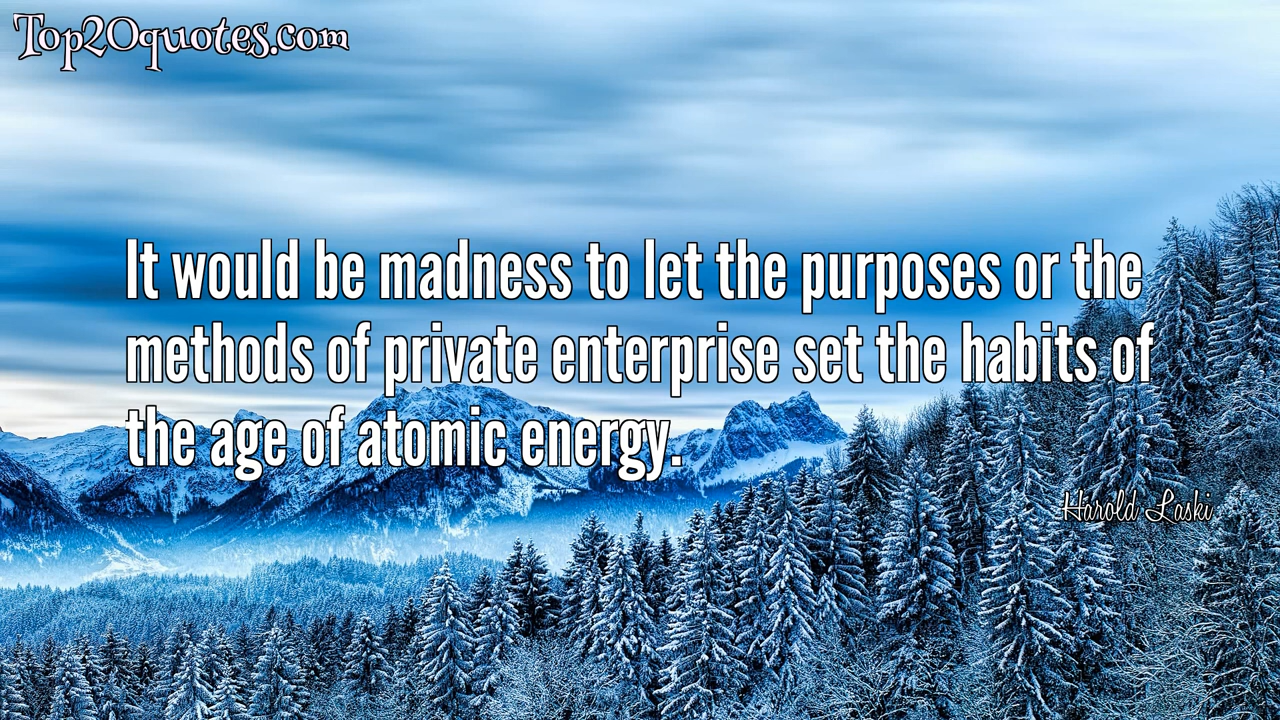 Top20quotes.com
It would be madness to let the purposes or the
methods of private enterprise set the habits of
the age of atomic energy.
Harold Laski